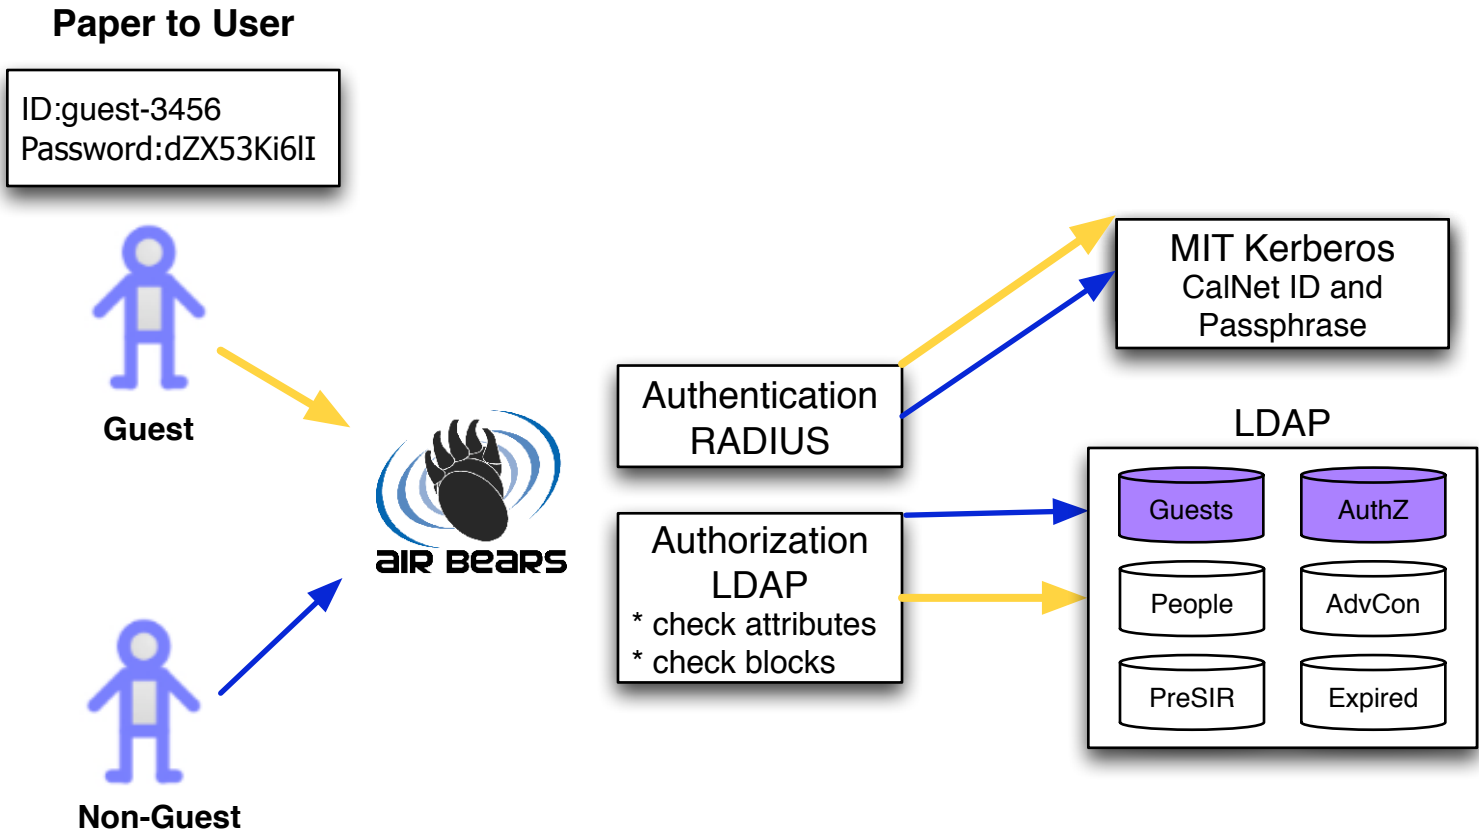 Paper to User
ID:guest-3456
Password:dZX53Ki6lI
Guest
Non-Guest
aIR BeaRS
Authentication
RADIUS
Authorization
LDAP
* check attributes
* check blocks
MIT Kerberos
CalNet ID and
Passphrase
LDAP
Guests
AuthZ
People
AdvCon
PreSIR
Expired